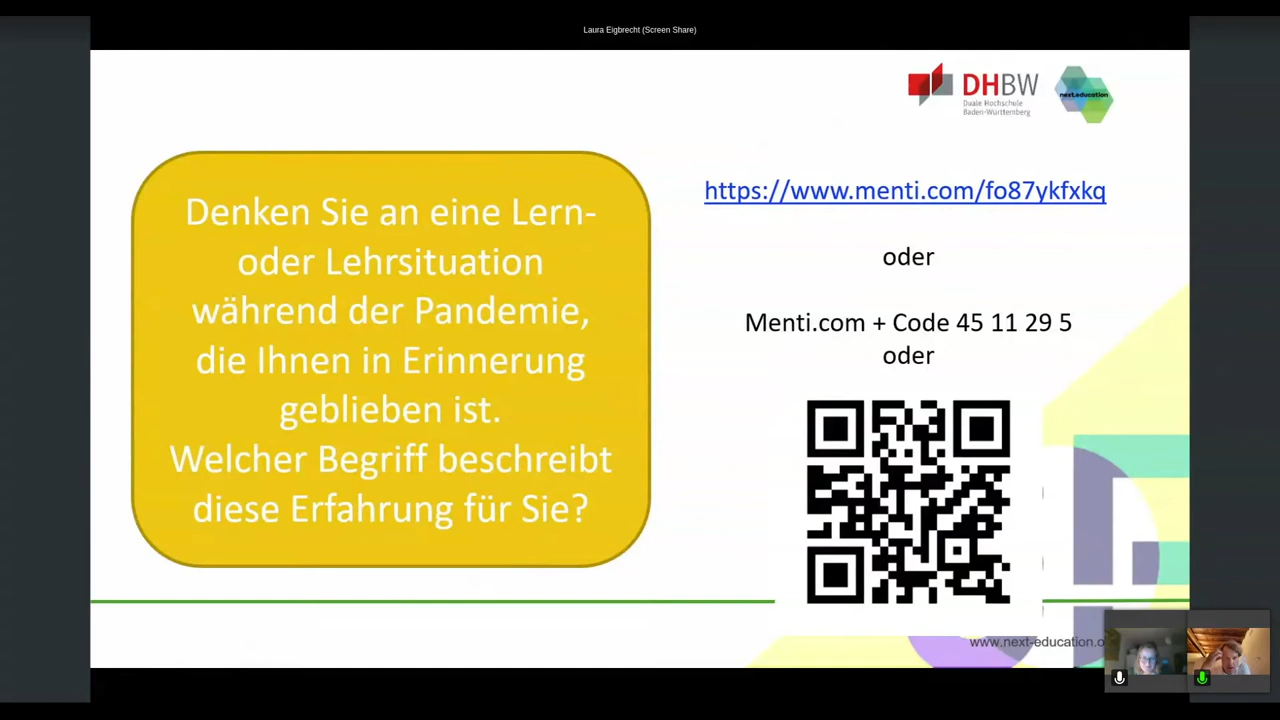 Laura Eigbrecht (Screen Share)
DHBW
Duale Hochschule
Baden-Württemberg
next.education
Denken Sie an eine Lern-
oder Lehrsituation
während der Pandemie,
die Ihnen in Erinnerung
geblieben ist.
Welcher Begriff beschreibt
diese Erfahrung für Sie?
https://www.menti.com/fo87ykfxkq
oder
Menti.com + Code 45 11 29 5
oder
www.next-education.o